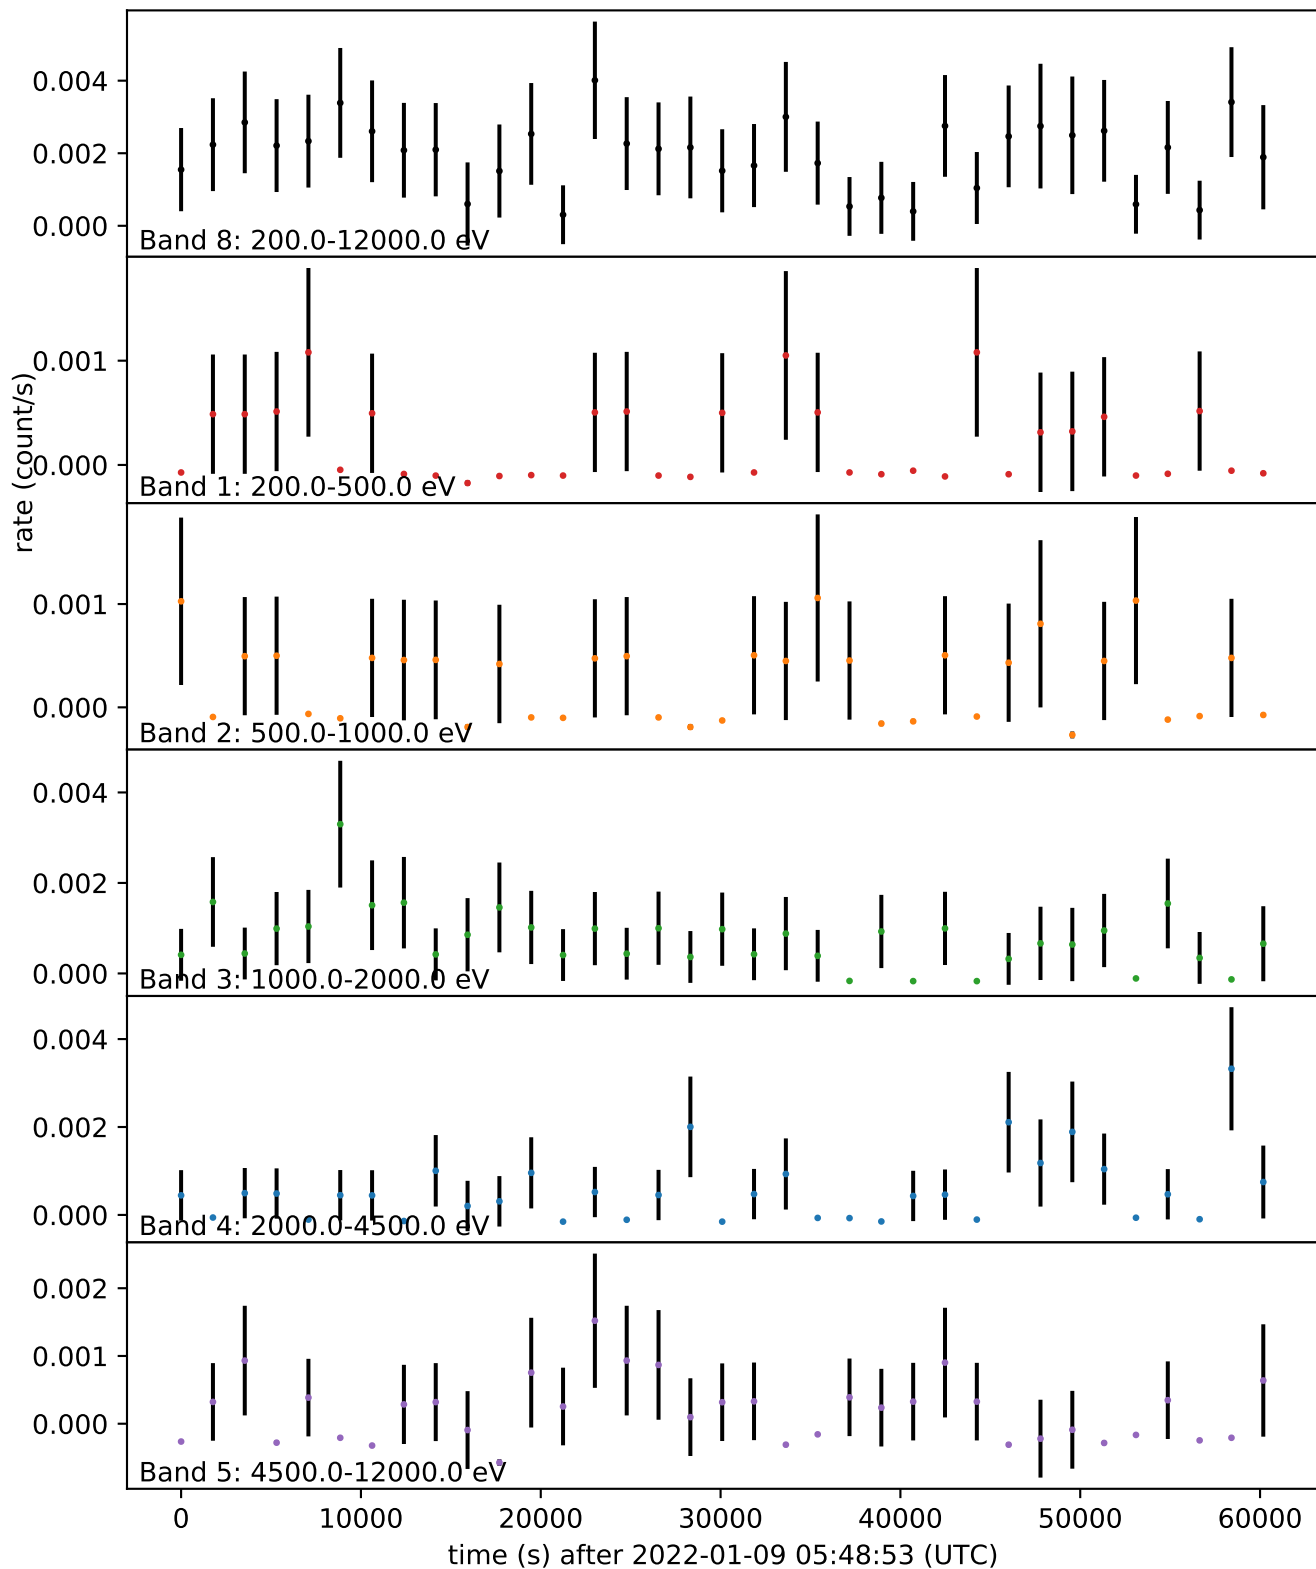 0.004
0.002
0.000
Band 8: 200.0-12000.0 eV
0.001
0.000
Band 1: 200.0-500.0 eV
rate (count/s)
0.001
0.000
Band 2: 500.0-1000.0 eV
0.004
0.002
0.000
Band 3: 1000.0-2000.0 eV
0.004
0.002
0.000
Band 4: 2000.0-4500.0 eV
0.002
0.001
0.000
Band 5: 4500.0-12000.0 eV
0 10000 20000 30000 40000 50000 60000
time (s) after 2022-01-09 05:48:53 (UTC)